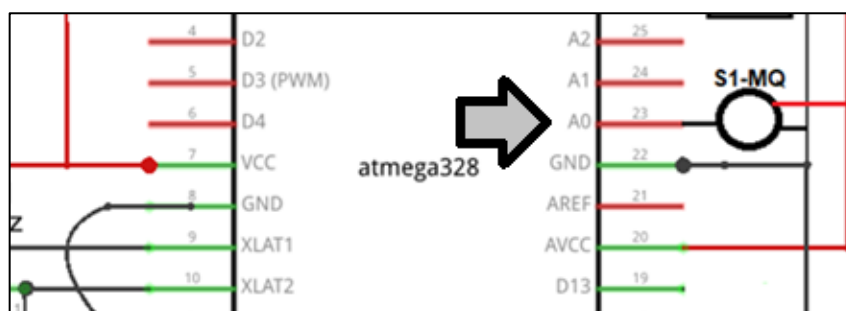 4 D2 A2 25
5 D3 (PWM) A1 24 S1-MQ
6 D4 A0 23
7 VCC atmega328 GND 22
8 GND AREF 21
Z
9 XLAT1 AVCC 20
10 XLAT2 D13 19
1